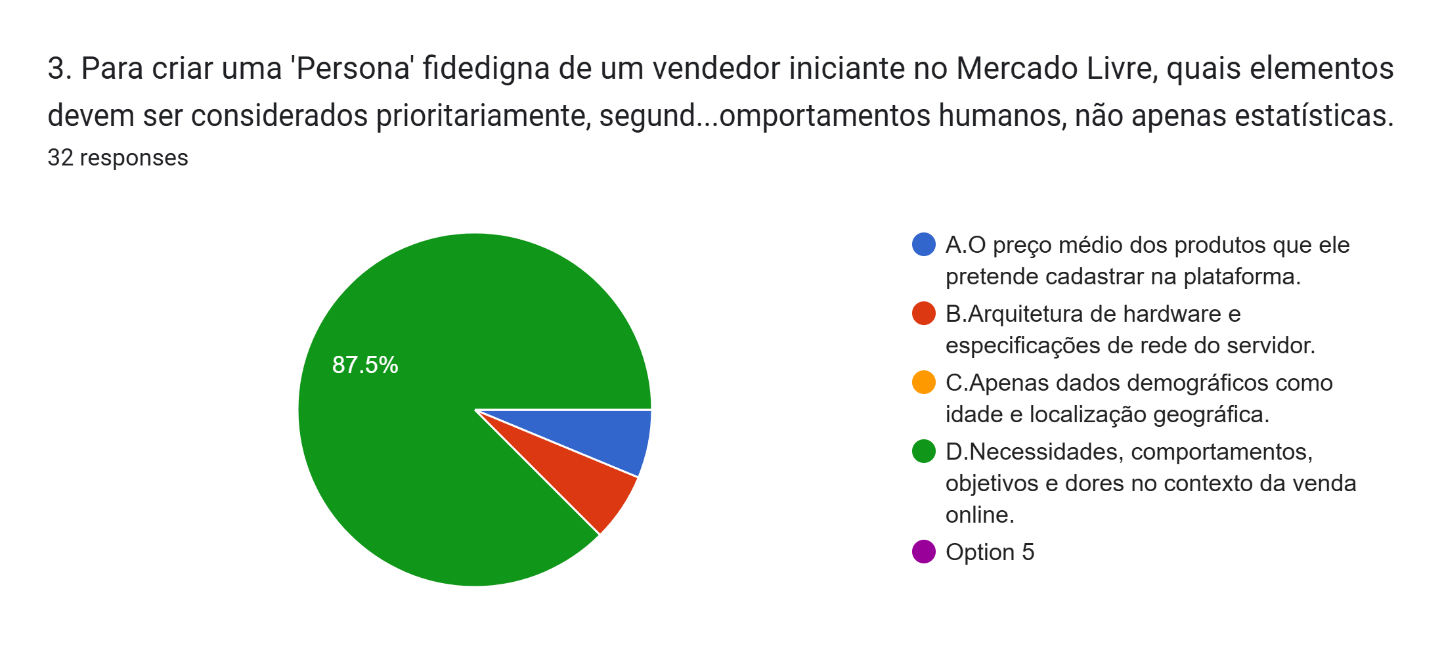 3. Para criar uma 'Persona' fidedigna de um vendedor iniciante no Mercado Livre, quais elementos
devem ser considerados prioritariamente, segund...omportamentos humanos, não apenas estatísticas.
32 responses
87.5%
A.O preço médio dos produtos que ele
pretende cadastrar na plataforma.
B.Arquitetura de hardware e
especificações de rede do servidor.
C.Apenas dados demográficos como
idade e localização geográfica.
D.Necessidades, comportamentos,
objetivos e dores no contexto da venda
online.
Option 5